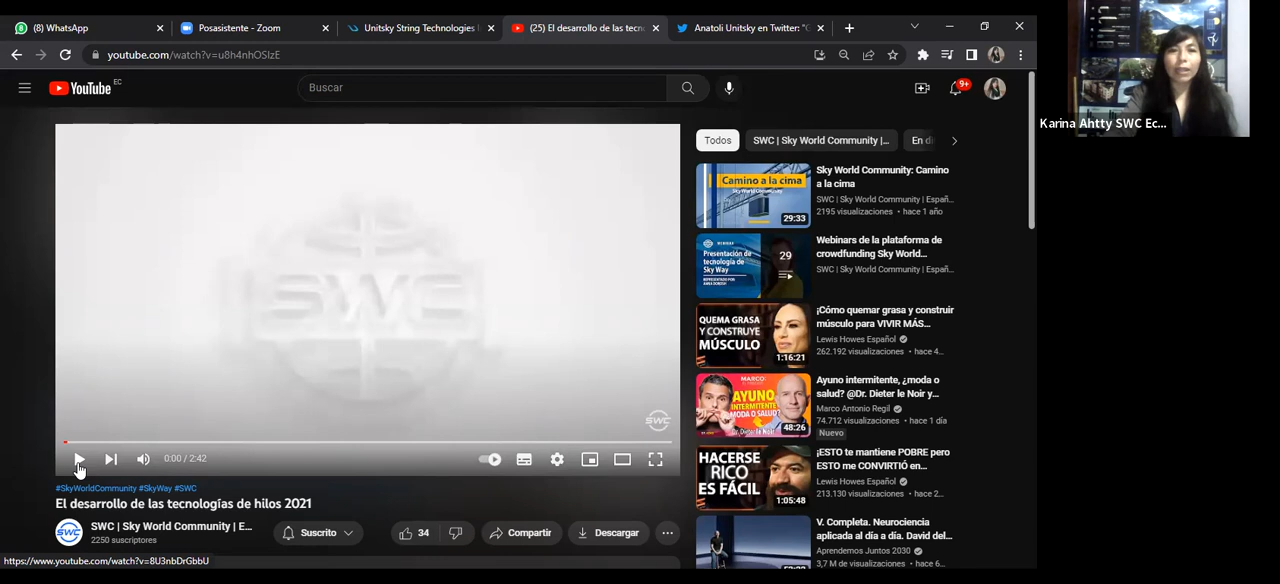 (8) WhatsApp
Posasistente - Zoom
Unitsky String Technologies I
(25) El desarrollo de las tecno
Anatoli Unitsky en Twitter: "G
youtube.com/watch?v=u8h4nhOSlzE
YouTube EC
Buscar
9+
Karina Ahtty SWC Ec...
SWC
SWC
0:00 / 2:42
#SkyWorldCommunity #SkyWay #SWC
El desarrollo de las tecnologías de hilos 2021
SWC
SWC | Sky World Community | E...
2250 suscriptores
Suscrito
34
Compartir
Descargar
https://www.youtube.com/watch?v=8U3nbDrGbbU
Todos
SWC | Sky World Community |...
En di
Camino a la cima
29:33
Sky World Community: Camino
a la cima
SWC | Sky World Community | Españ...
2195 visualizaciones • hace 1 año
Presentación de
tecnología de
Sky Way
29
Webinars de la plataforma de
crowdfunding Sky World...
SWC | Sky World Community | Españ...
QUEMA GRASA
Y CONSTRUYE
MÚSCULO
1:16:21
¡Cómo quemar grasa y construir
músculo para VIVIR MÁS...
Lewis Howes Español
262.192 visualizaciones • hace 4...
MARCO
AYUNO
INTERMITENTE
¿MODA O SALUD?
Dr. Dieter le Noir
48:26
Ayuno intermitente, ¿moda o
salud? @Dr. Dieter le Noir y...
Marco Antonio Regil
74.712 visualizaciones • hace 1 día
Nuevo
HACERSE
RICO
ES FÁCIL
1:05:48
¡ESTO te mantiene POBRE pero
ESTO me CONVIRTIÓ en...
Lewis Howes Español
213.130 visualizaciones • hace 2...
V. Completa. Neurociencia
aplicada al día a día. David del...
Aprendemos Juntos 2030
3,7 M de visualizaciones • hace 6...